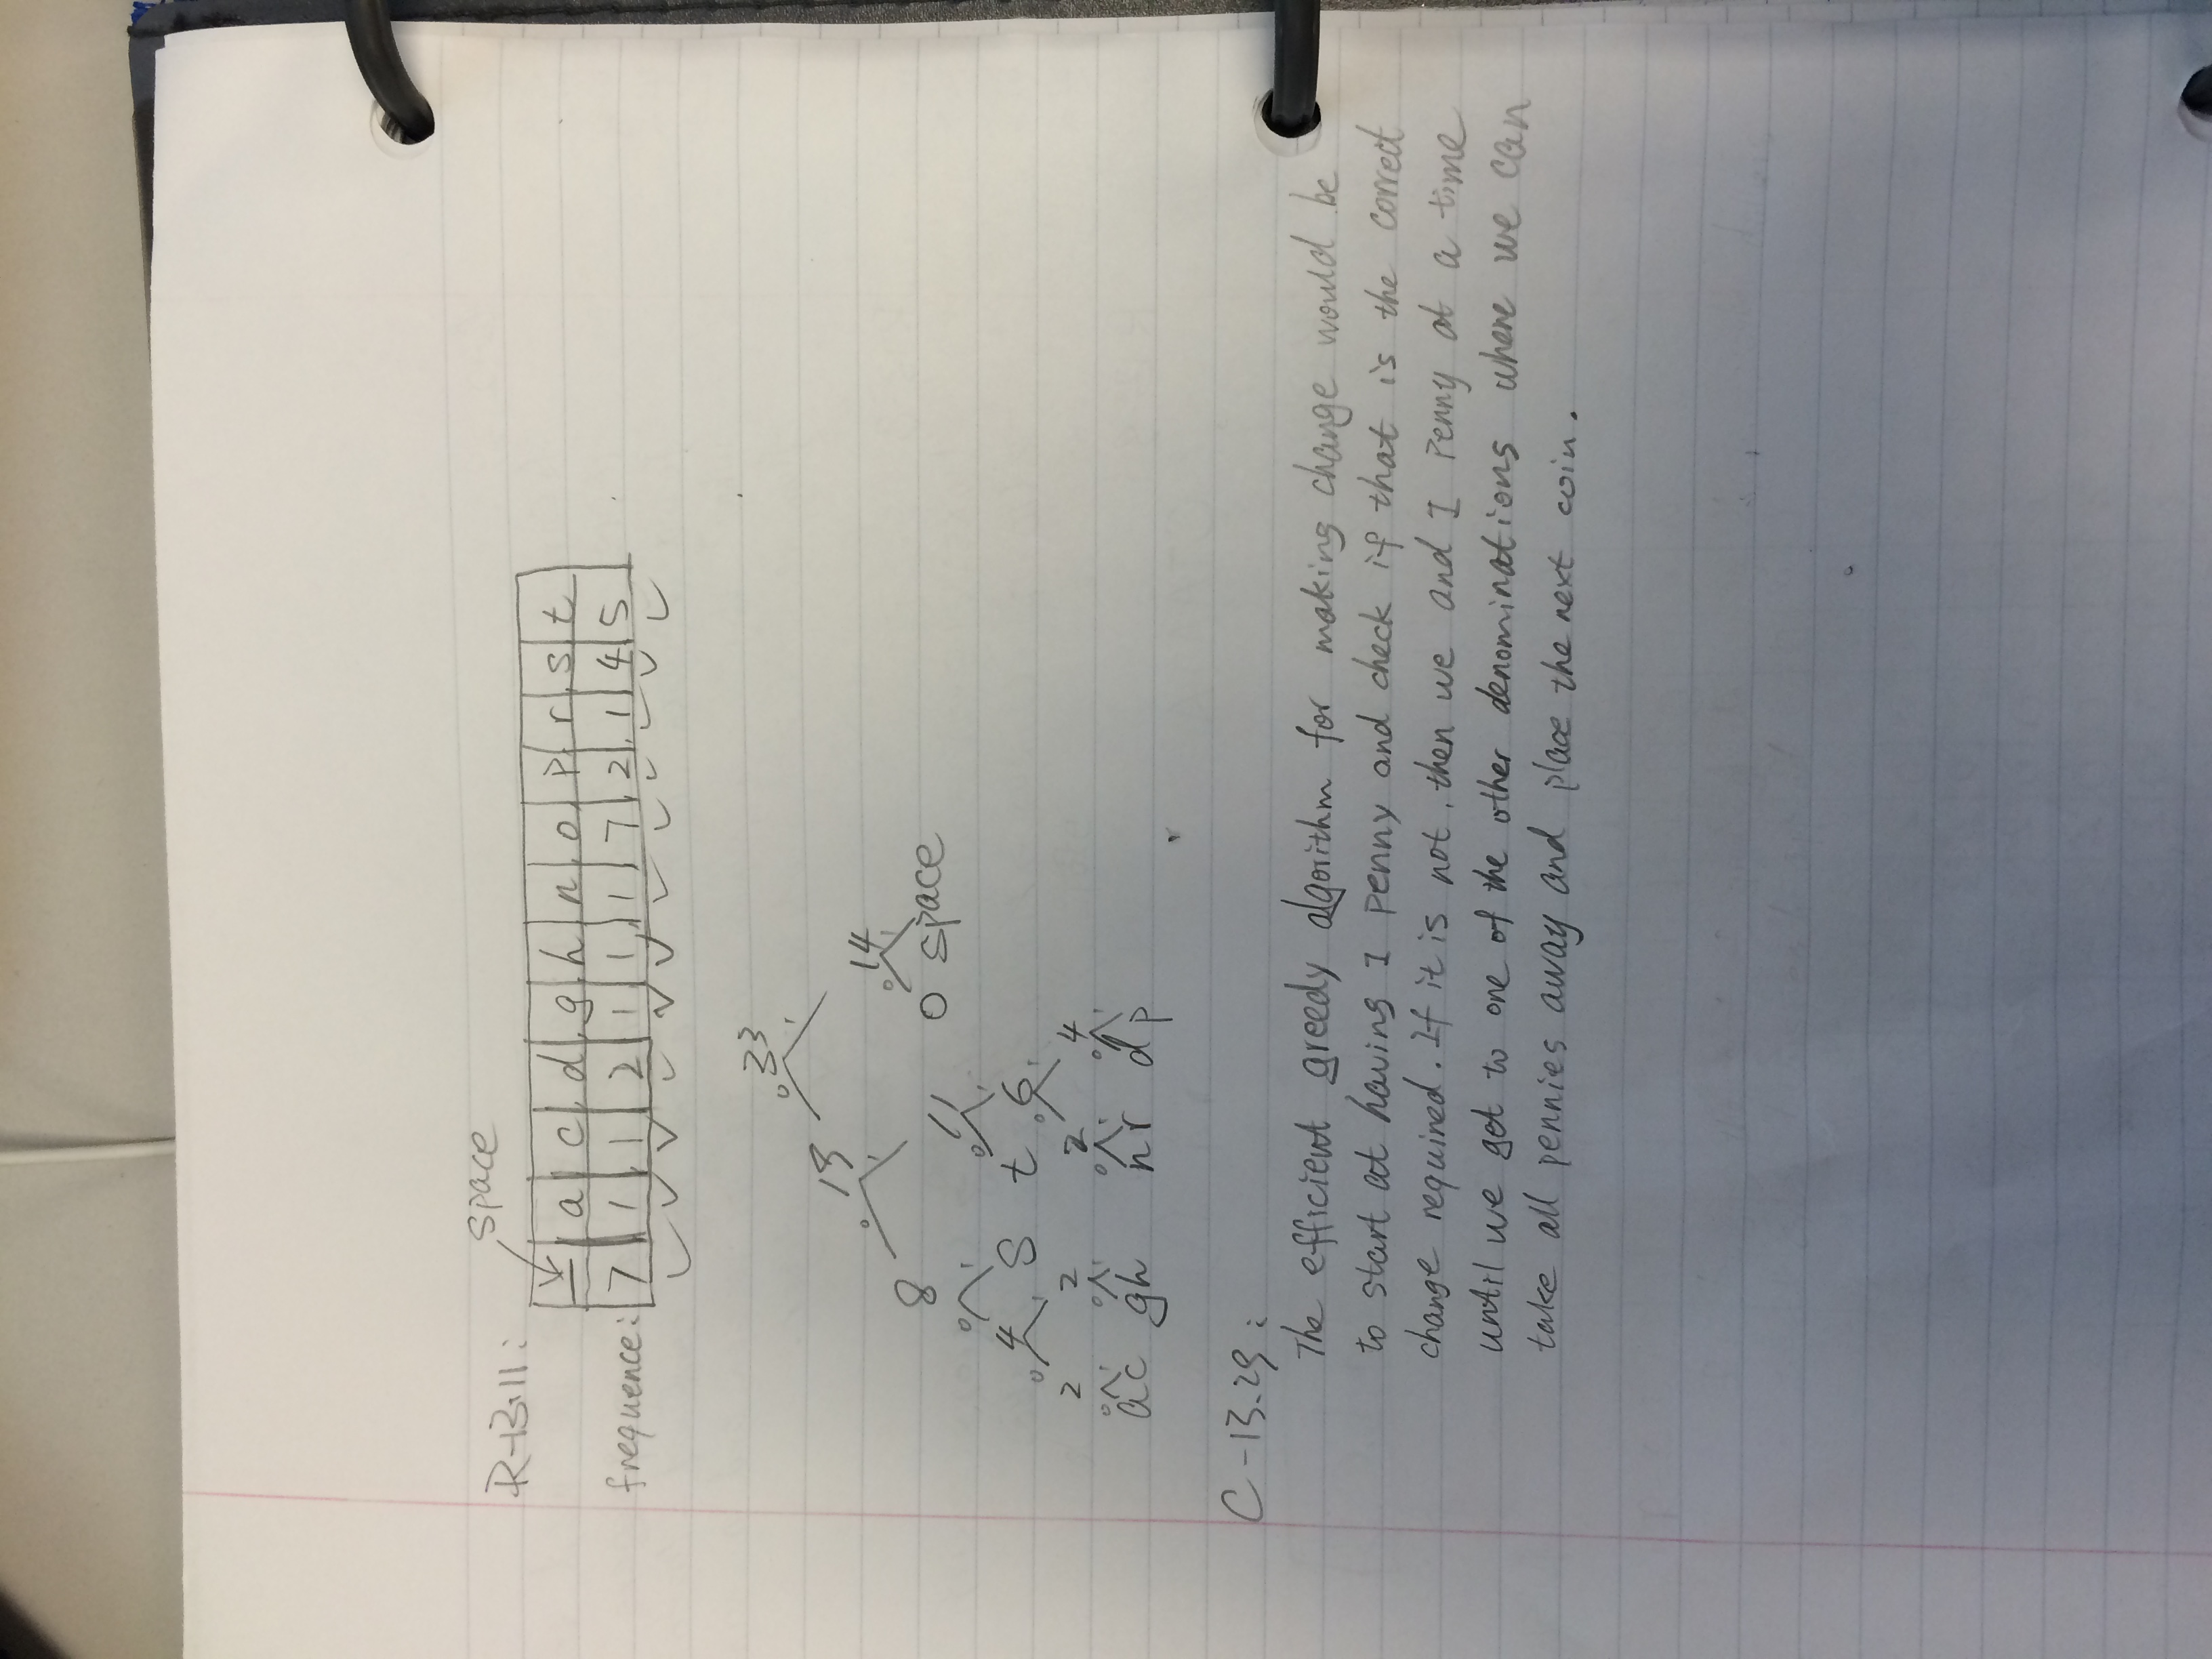 space
R-13.11:
_ a c d g h n o p r s t
frequence: 7 1 1 2 1 1 1 7 2 1 4 5
33
0 1
19
14
0 1
0 1
8
11
o space
0 1
0 1
4 s t 6
0 1
0 1
2 2 2 4
0 1 0 1 0 1 0 1
a c g h n r d p
C-13.29:
The efficient greedy algorithm for making change would be
to start at having 1 penny and check if that is the correct
change required. If it is not, then we and 1 penny at a time
until we get to one of the other denominations where we can
take all pennies away and place the next coin.